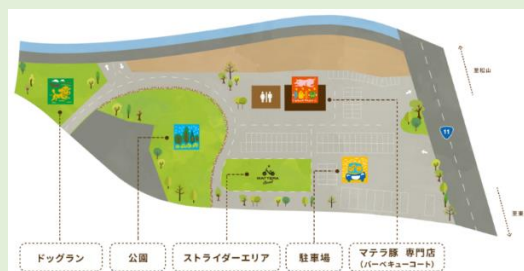 至松山
11
ドッグラン
公園
ストライダーエリア
駐車場
マテラ豚 専門店
(バーベキューコート)